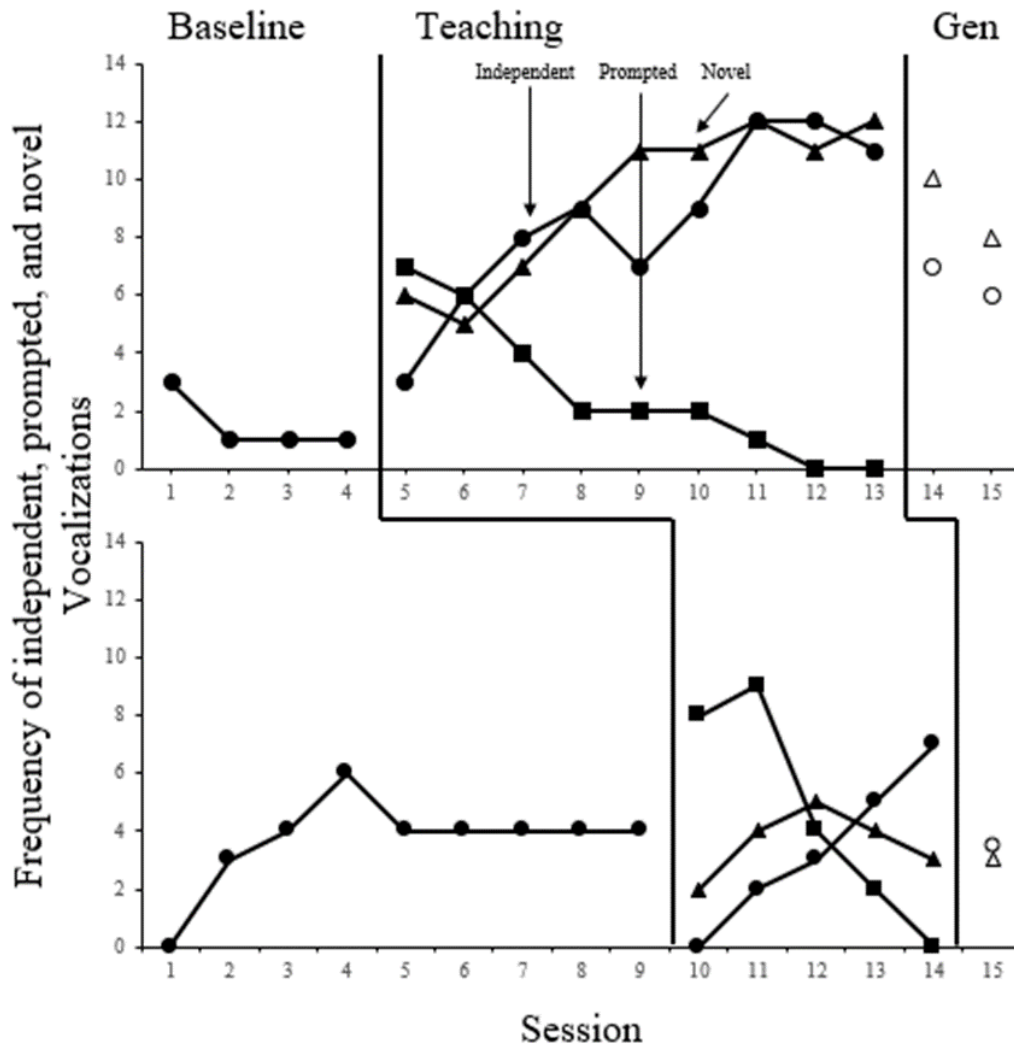 Baseline Teaching Gen
Independent Prompted Novel
14
12
10
8
6
4
2
0
1 2 3 4 5 6 7 8 9 10 11 12 13 14 15
Frequency of independent, prompted, and novel
Vocalizations
14
12
10
8
6
4
2
0
1 2 3 4 5 6 7 8 9 10 11 12 13 14 15
Session